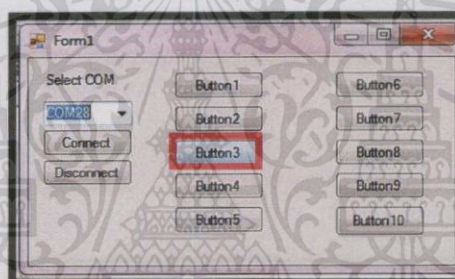 Form1
Select COM
COM28
Connect
Disconnect
Button1
Button2
Button3
Button4
Button5
Button6
Button7
Button8
Button9
Button10